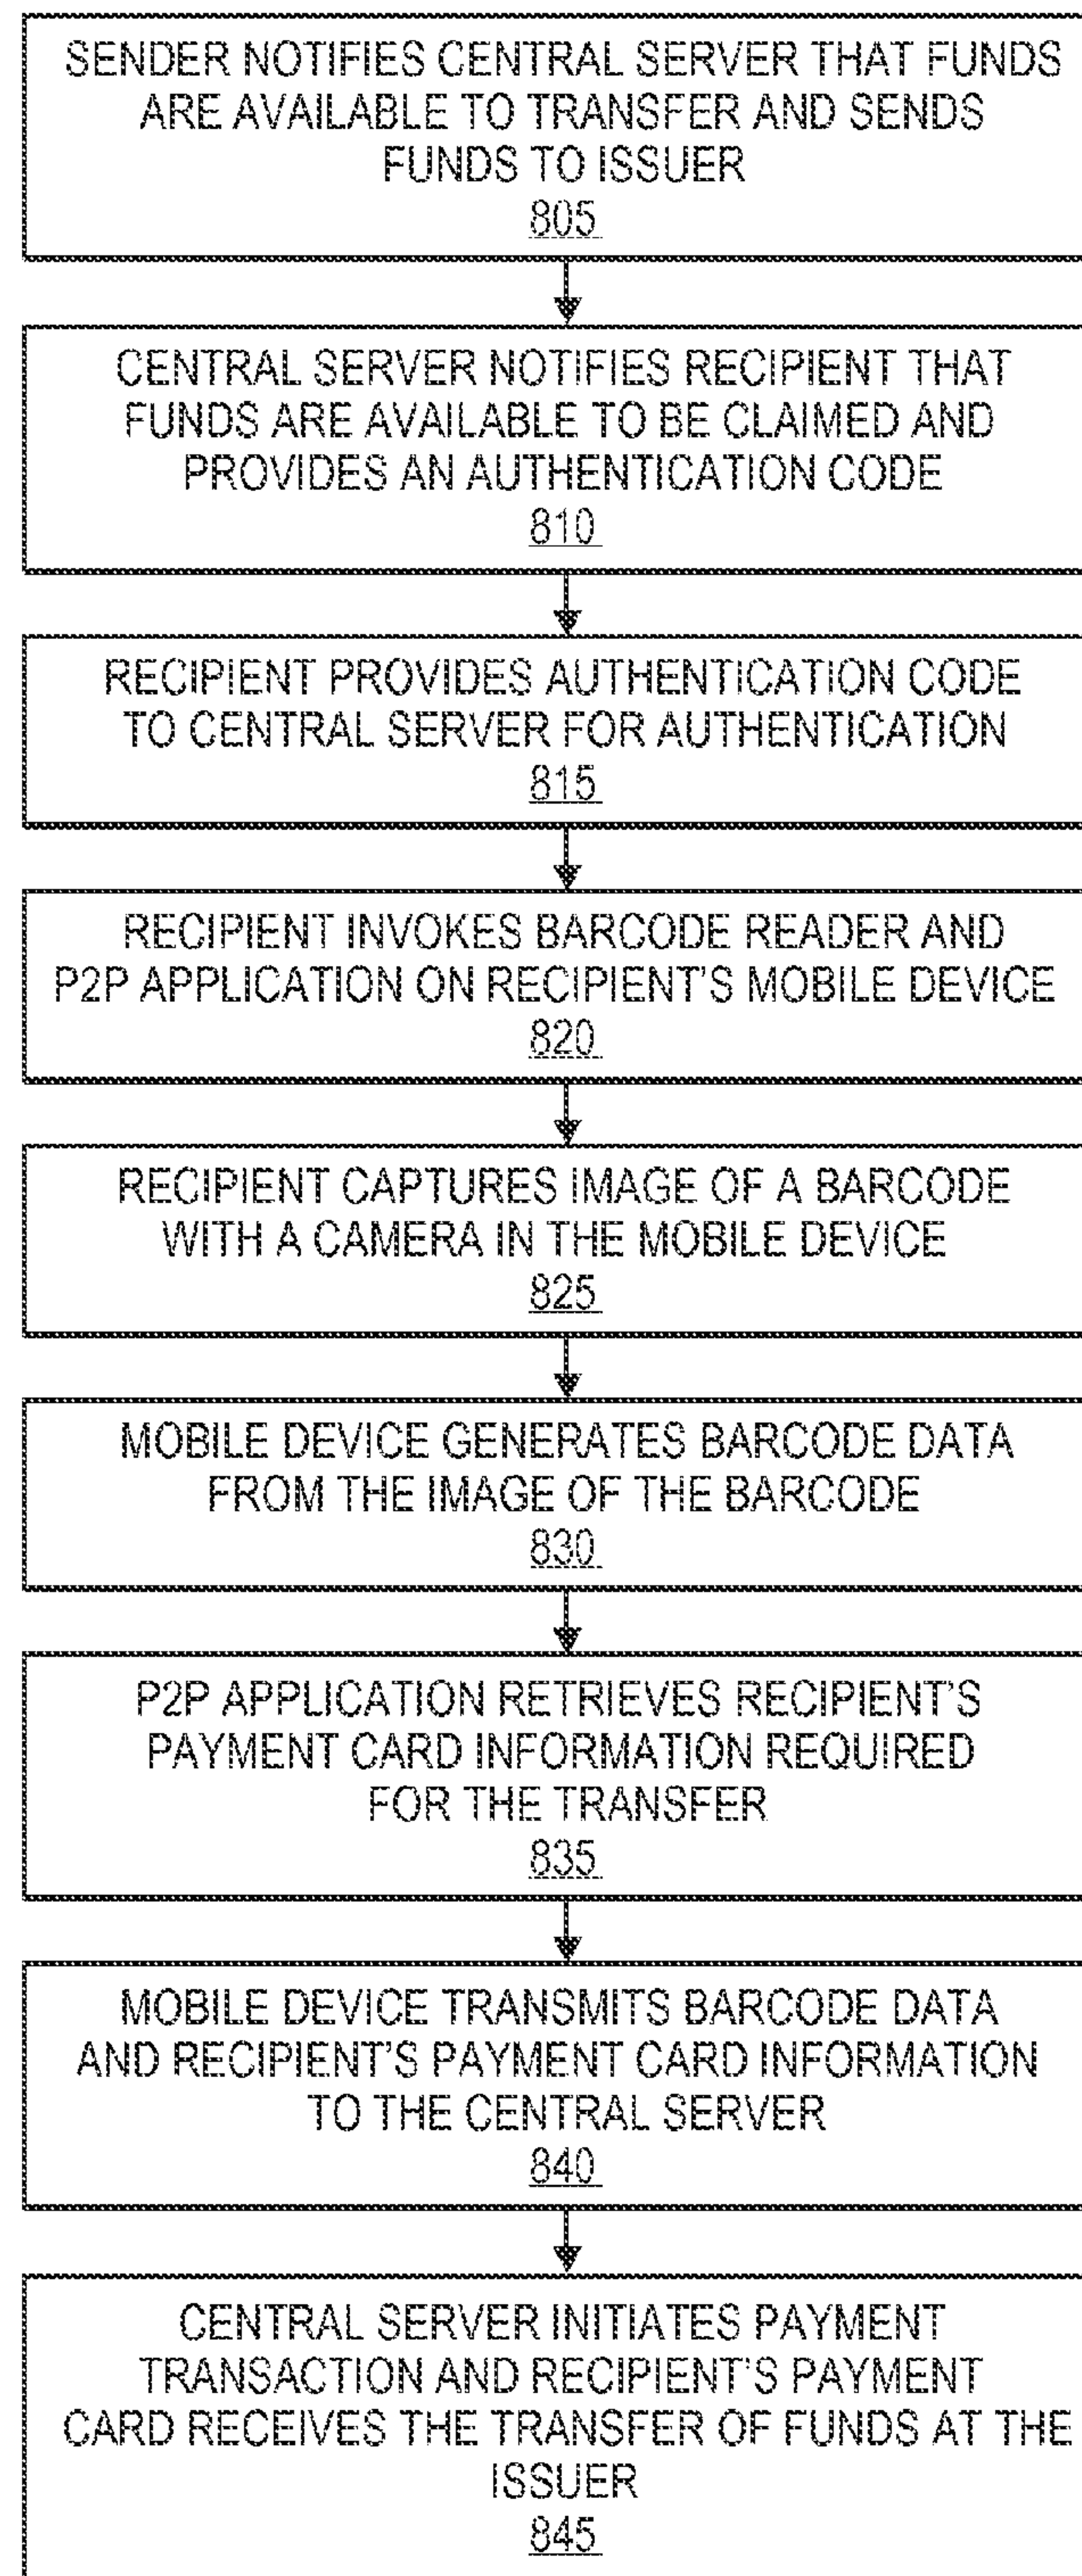 SENDER NOTIFIES CENTRAL SERVER THAT FUNDS
ARE AVAILABLE TO TRANSFER AND SENDS
FUNDS TO ISSUER
805
CENTRAL SERVER NOTIFIES RECIPIENT THAT
FUNDS ARE AVAILABLE TO BE CLAIMED AND
PROVIDES AN AUTHENTICATION CODE
810
RECIPIENT PROVIDES AUTHENTICATION CODE
TO CENTRAL SERVER FOR AUTHENTICATION
815
RECIPIENT INVOKES BARCODE READER AND
P2P APPLICATION ON RECIPIENT'S MOBILE DEVICE
820
RECIPIENT CAPTURES IMAGE OF A BARCODE
WITH A CAMERA IN THE MOBILE DEVICE
825
MOBILE DEVICE GENERATES BARCODE DATA
FROM THE IMAGE OF THE BARCODE
830
P2P APPLICATION RETRIEVES RECIPIENT'S
PAYMENT CARD INFORMATION REQUIRED
FOR THE TRANSFER
835
MOBILE DEVICE TRANSMITS BARCODE DATA
AND RECIPIENT'S PAYMENT CARD INFORMATION
TO THE CENTRAL SERVER
840
CENTRAL SERVER INITIATES PAYMENT
TRANSACTION AND RECIPIENT'S PAYMENT
CARD RECEIVES THE TRANSFER OF FUNDS AT THE
ISSUER
845